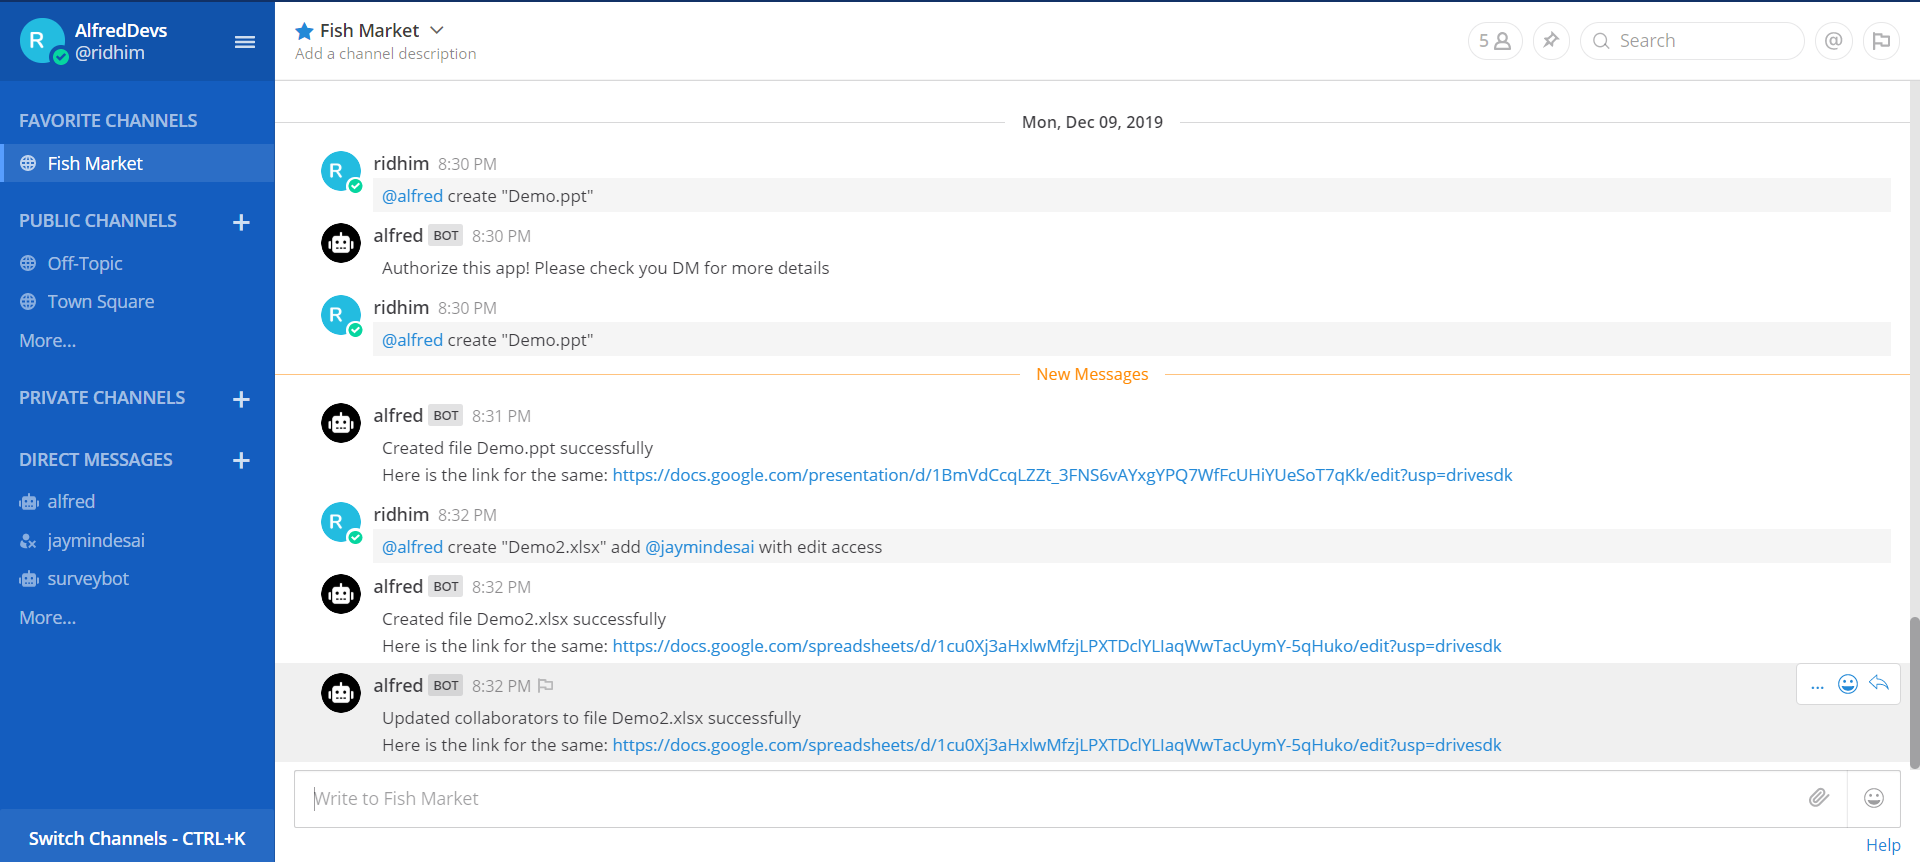 R
AlfredDevs
@ridhim
FAVORITE CHANNELS
Fish Market
PUBLIC CHANNELS
Off-Topic
Town Square
More...
PRIVATE CHANNELS
DIRECT MESSAGES
alfred
jaymindesai
surveybot
More...
Switch Channels - CTRL+K
Fish Market
Add a channel description
5
Search
@
Mon, Dec 09, 2019
R
ridhim 8:30 PM
@alfred create "Demo.ppt"
alfred BOT 8:30 PM
Authorize this app! Please check you DM for more details
R
ridhim 8:30 PM
@alfred create "Demo.ppt"
New Messages
alfred BOT 8:31 PM
Created file Demo.ppt successfully
Here is the link for the same: https://docs.google.com/presentation/d/1BmVdCcqLZZt_3FNS6vAYxgYPQ7WfFcUHiYUeSoT7qKk/edit?usp=drivesdk
R
ridhim 8:32 PM
@alfred create "Demo2.xlsx" add @jaymindesai with edit access
alfred BOT 8:32 PM
Created file Demo2.xlsx successfully
Here is the link for the same: https://docs.google.com/spreadsheets/d/1cu0Xj3aHxlwMfzjLPXTDclYLIaqWwTacUymY-5qHuko/edit?usp=drivesdk
alfred BOT 8:32 PM
...
Updated collaborators to file Demo2.xlsx successfully
Here is the link for the same: https://docs.google.com/spreadsheets/d/1cu0Xj3aHxlwMfzjLPXTDclYLIaqWwTacUymY-5qHuko/edit?usp=drivesdk
Write to Fish Market
Help